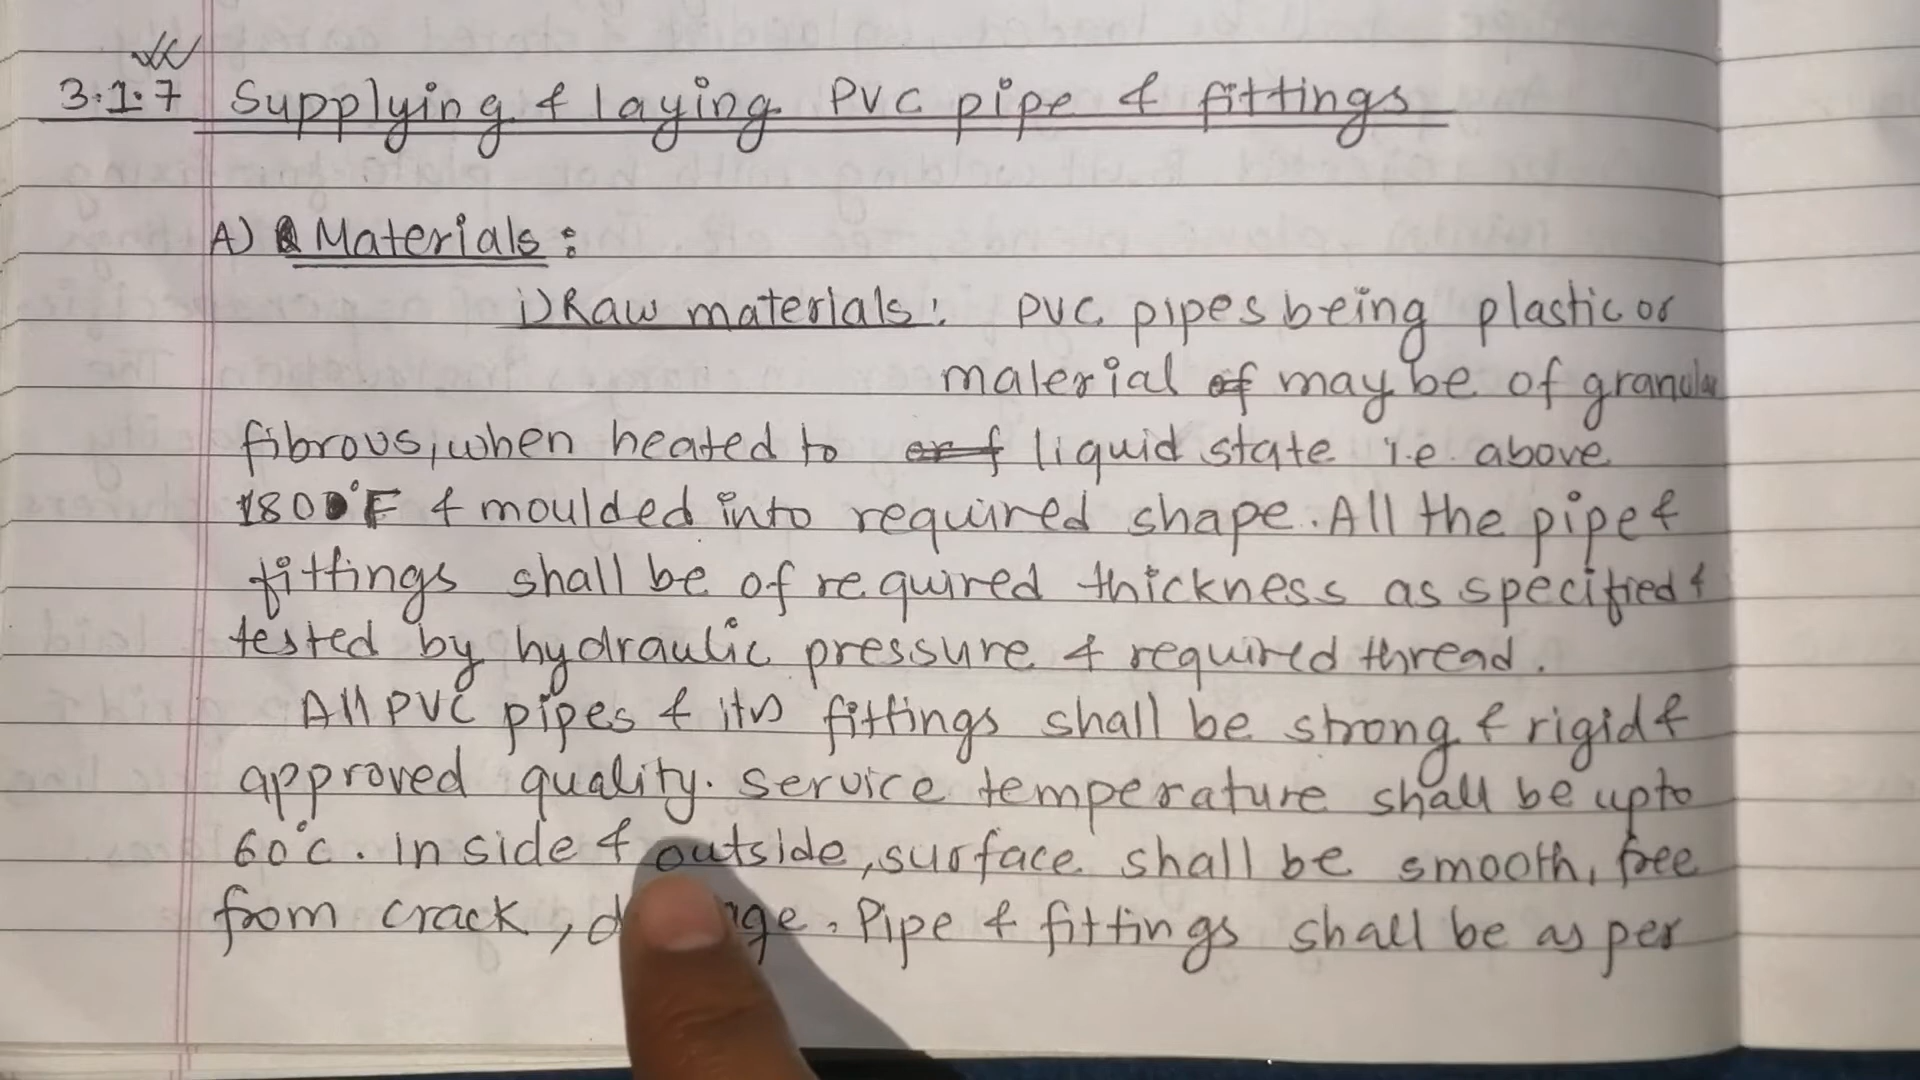 3.1.7 Supplying & laying PVC pipe & fittings
A) Materials:
i) Raw materials: PVC pipes being plastic or
malerial may be of granular
fibrous, when heated to liquid state i.e. above
180°F & moulded into required shape. All the pipe &
fittings shall be of required thickness as specified &
tested by hydraulic pressure & required thread.
All PVC pipes & its fittings shall be strong & rigid &
approved quality. service temperature shall be upto
60°c. in side & outside, surface shall be smooth, free
from crack, Pipe & fittings shall be as per